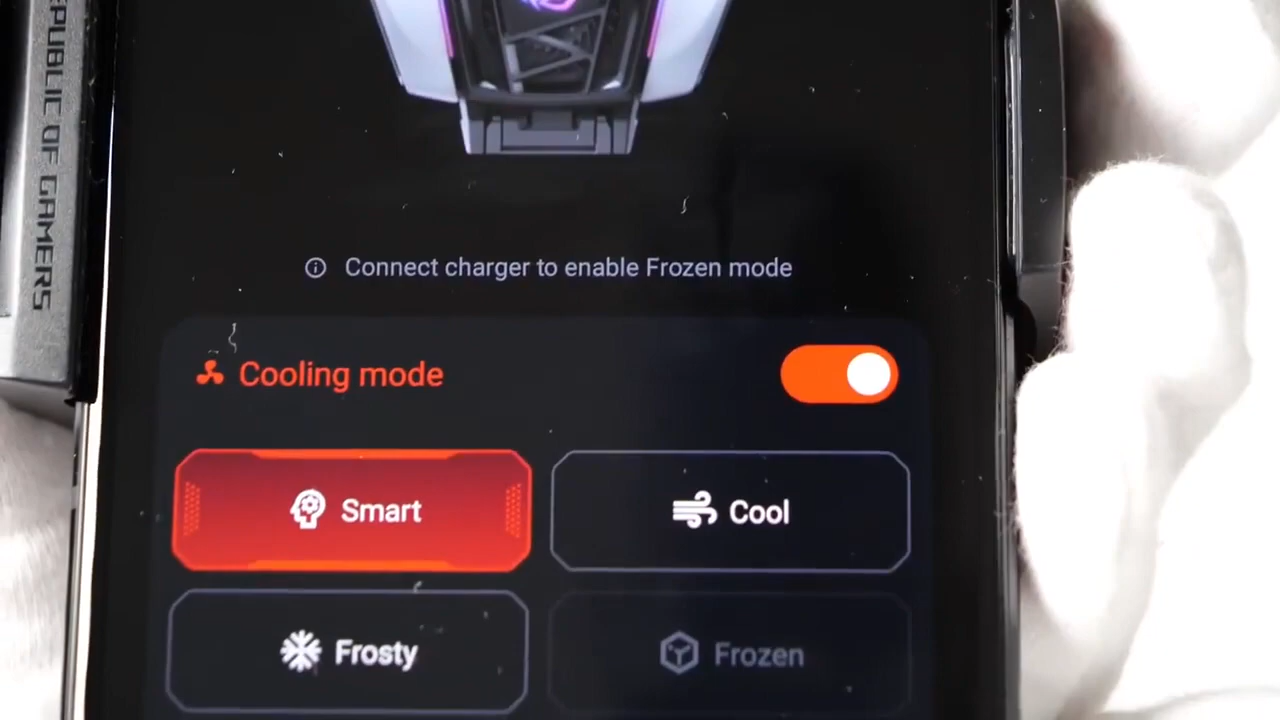 REPUBLIC OF GAMERS
Connect charger to enable Frozen mode
Cooling mode
Smart
Cool
Frosty
Frozen